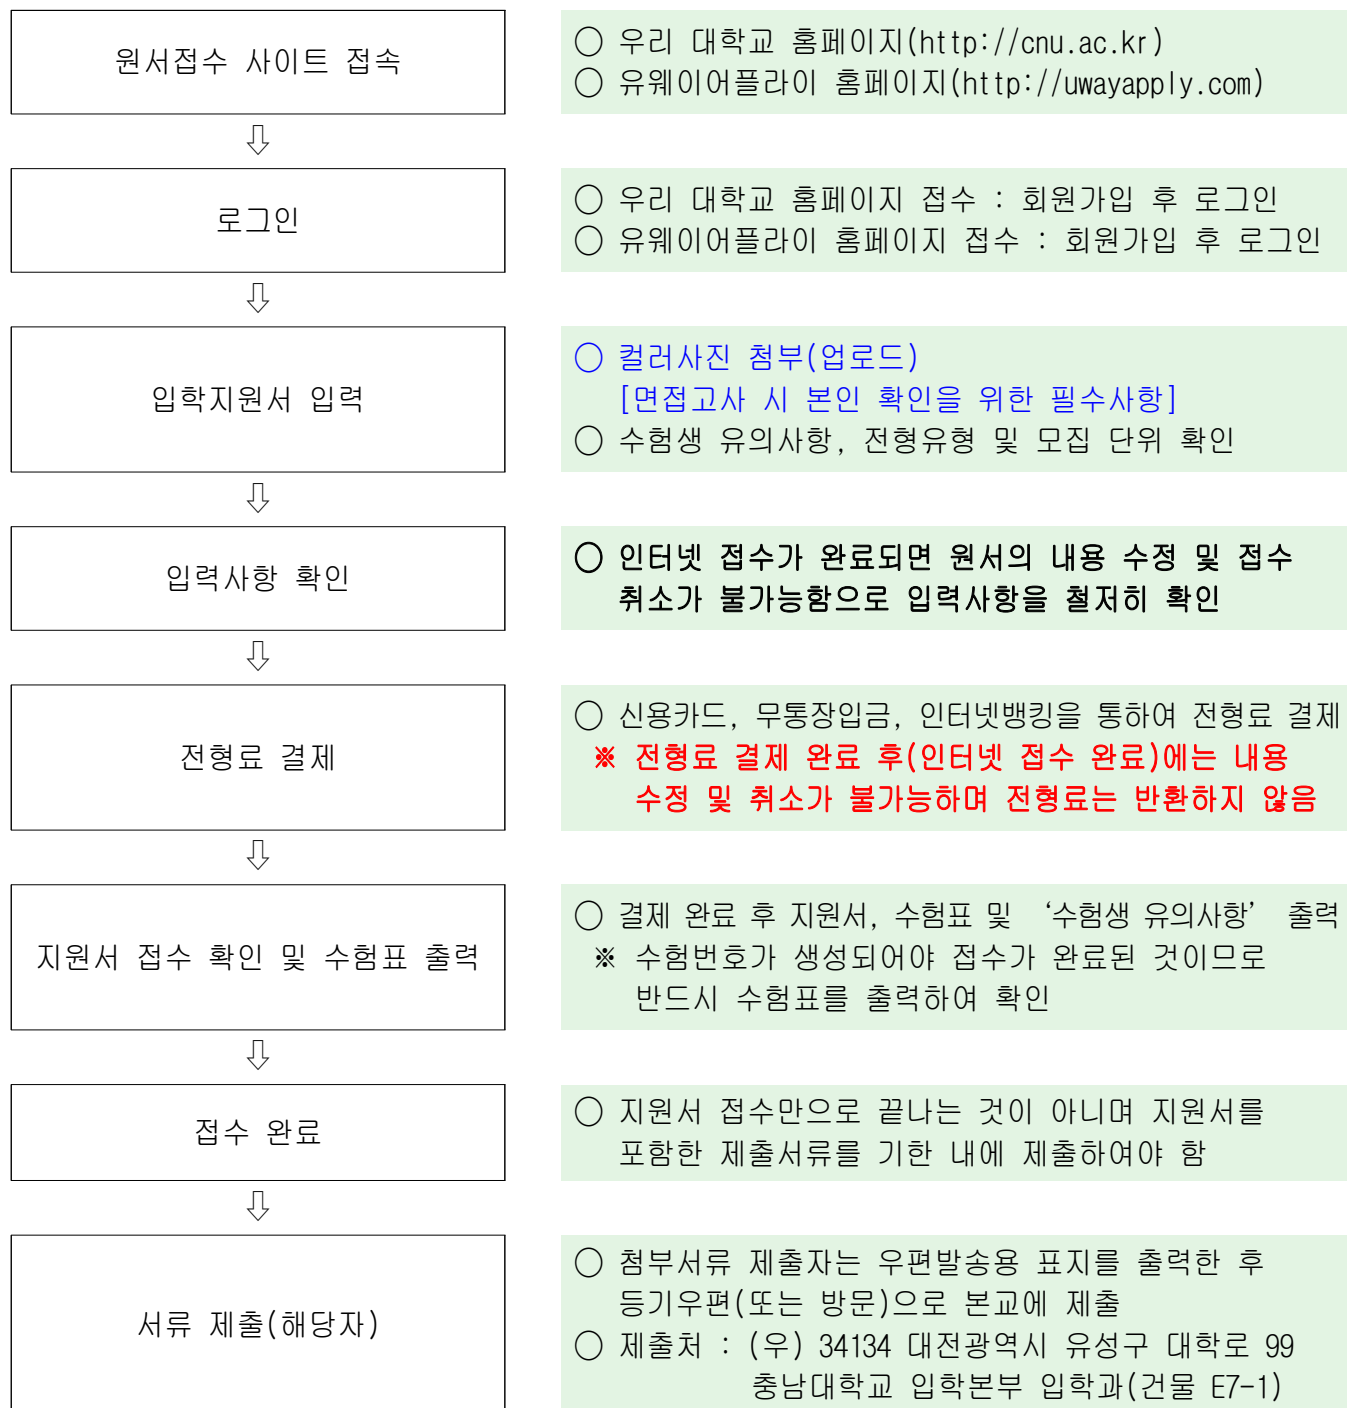 원서접수 사이트 접속
○ 우리 대학교 홈페이지(http://cnu.ac.kr)
○ 유웨이어플라이 홈페이지(http://uwayapply.com)
⇩
로그인
○ 우리 대학교 홈페이지 접수 : 회원가입 후 로그인
○ 유웨이어플라이 홈페이지 접수 : 회원가입 후 로그인
⇩
입학지원서 입력
○ 컬러사진 첨부(업로드)
[면접고사 시 본인 확인을 위한 필수사항]
○ 수험생 유의사항, 전형유형 및 모집 단위 확인
⇩
입력사항 확인
○ 인터넷 접수가 완료되면 원서의 내용 수정 및 접수
취소가 불가능함으로 입력사항을 철저히 확인
⇩
전형료 결제
○ 신용카드, 무통장입금, 인터넷뱅킹을 통하여 전형료 결제
※ 전형료 결제 완료 후(인터넷 접수 완료)에는 내용
수정 및 취소가 불가능하며 전형료는 반환하지 않음
⇩
지원서 접수 확인 및 수험표 출력
○ 결제 완료 후 지원서, 수험표 및 ‘수험생 유의사항’ 출력
※ 수험번호가 생성되어야 접수가 완료된 것이므로
반드시 수험표를 출력하여 확인
⇩
접수 완료
○ 지원서 접수만으로 끝나는 것이 아니며 지원서를
포함한 제출서류를 기한 내에 제출하여야 함
⇩
서류 제출(해당자)
○ 첨부서류 제출자는 우편발송용 표지를 출력한 후
등기우편(또는 방문)으로 본교에 제출
○ 제출처 : (우) 34134 대전광역시 유성구 대학로 99
충남대학교 입학본부 입학과(건물 E7-1)